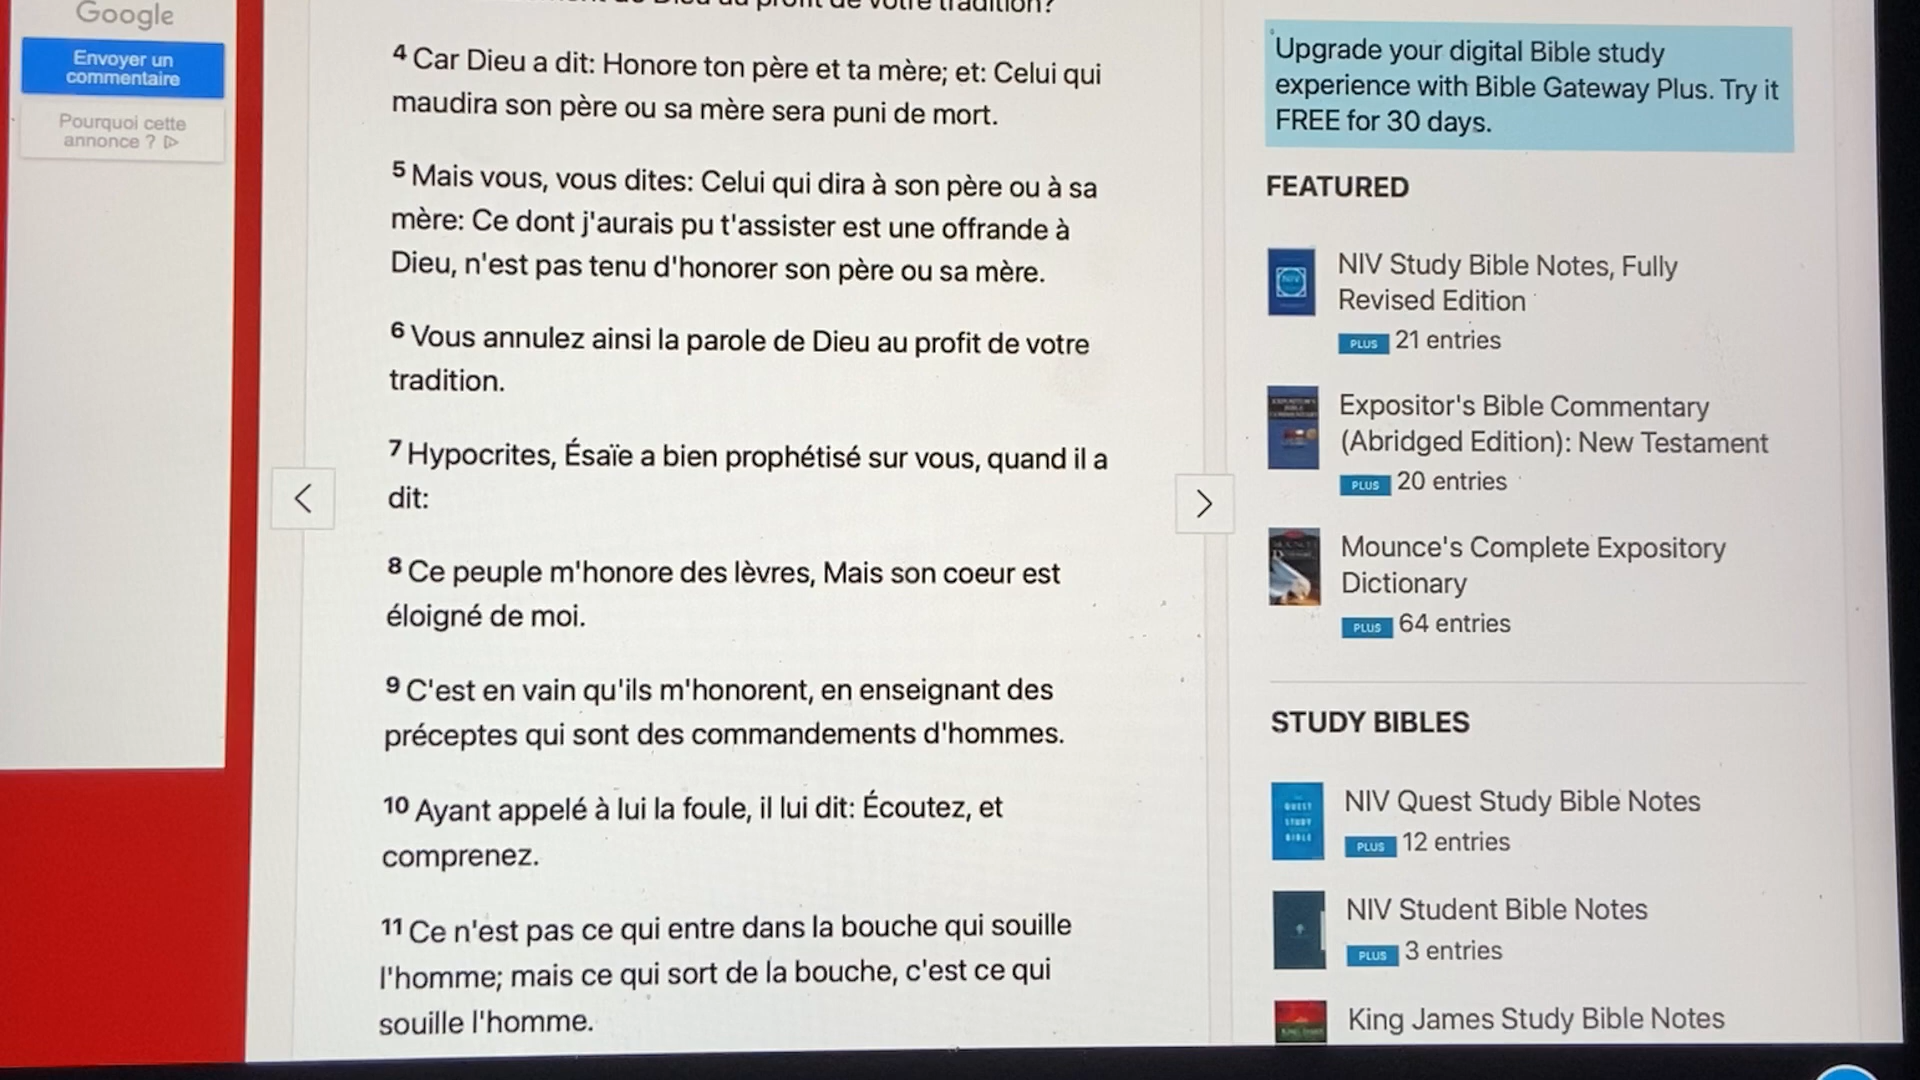 Google
Envoyer un
commentaire
Pourquoi cette
annonce ?
de Dieu au profit de votre tradition?
4 Car Dieu a dit: Honore ton père et ta mère; et: Celui qui
maudira son père ou sa mère sera puni de mort.
5 Mais vous, vous dites: Celui qui dira à son père ou à sa
mère: Ce dont j'aurais pu t'assister est une offrande à
Dieu, n'est pas tenu d'honorer son père ou sa mère.
6 Vous annulez ainsi la parole de Dieu au profit de votre
tradition.
7 Hypocrites, Ésaïe a bien prophétisé sur vous, quand il a
dit:
8 Ce peuple m'honore des lèvres, Mais son coeur est
éloigné de moi.
9 C'est en vain qu'ils m'honorent, en enseignant des
préceptes qui sont des commandements d'hommes.
10 Ayant appelé à lui la foule, il lui dit: Écoutez, et
comprenez.
11 Ce n'est pas ce qui entre dans la bouche qui souille
l'homme; mais ce qui sort de la bouche, c'est ce qui
souille l'homme.
Upgrade your digital Bible study
experience with Bible Gateway Plus. Try it
FREE for 30 days.
FEATURED
NIV
NIV Study Bible Notes, Fully
Revised Edition
PLUS 21 entries
Expositor's Bible Commentary
(Abridged Edition): New Testament
PLUS 20 entries
Mounce's Complete Expository
Dictionary
PLUS 64 entries
STUDY BIBLES
QUEST
STUDY
BIBLE
NIV Quest Study Bible Notes
PLUS 12 entries
NIV Student Bible Notes
PLUS 3 entries
King James Study Bible Notes